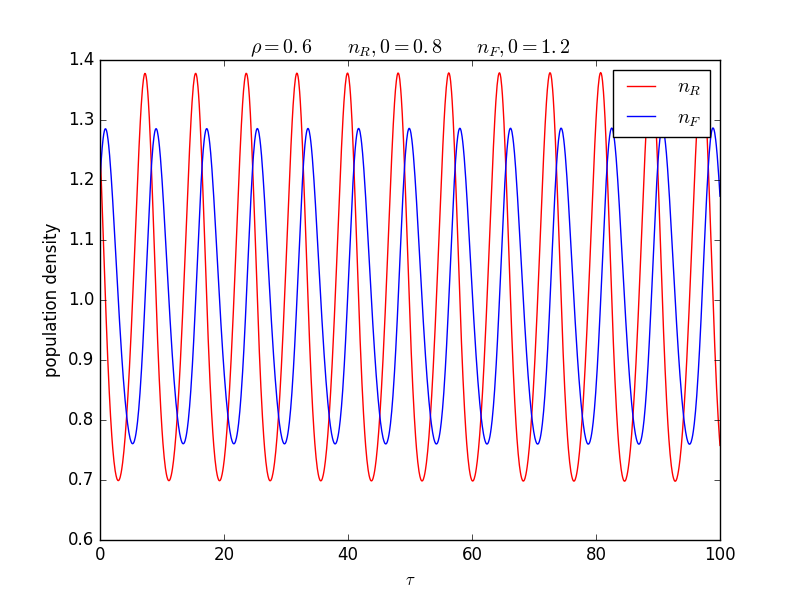 ρ = 0.6 n_R, 0 = 0.8 n_F, 0 = 1.2
1.4
n_R
n_F
1.3
1.2
1.1
population density
1.0
0.9
0.8
0.7
0.6
0 20 40 60 80 100
τ